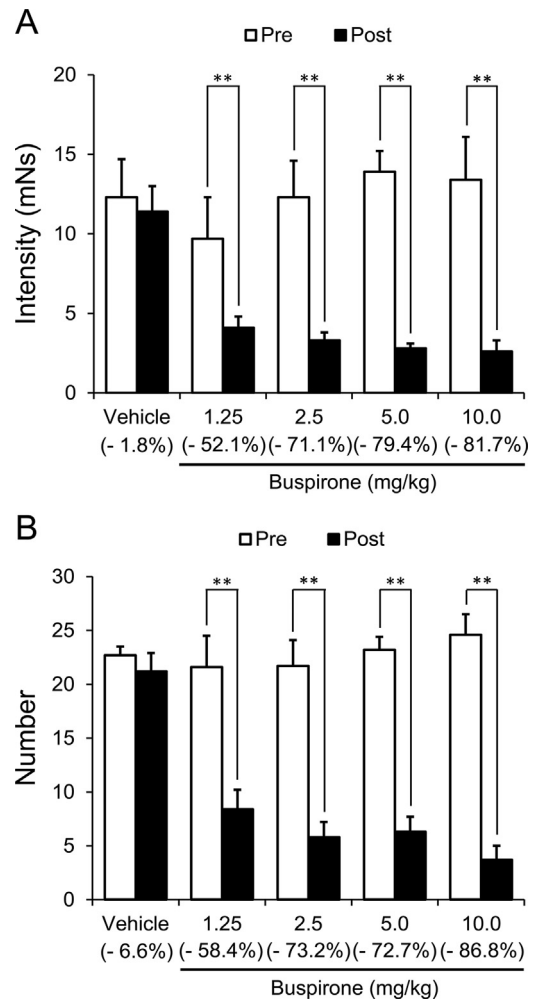 A
Pre Post
20
15
10
5
0
Intensity (mNs)
** ** ** **
Vehicle 1.25 2.5 5.0 10.0
(- 1.8%) (- 52.1%) (- 71.1%) (- 79.4%) (- 81.7%)
Buspirone (mg/kg)
B
Pre Post
30
25
20
15
10
5
0
Number
** ** ** **
Vehicle 1.25 2.5 5.0 10.0
(- 6.6%) (- 58.4%) (- 73.2%) (- 72.7%) (- 86.8%)
Buspirone (mg/kg)